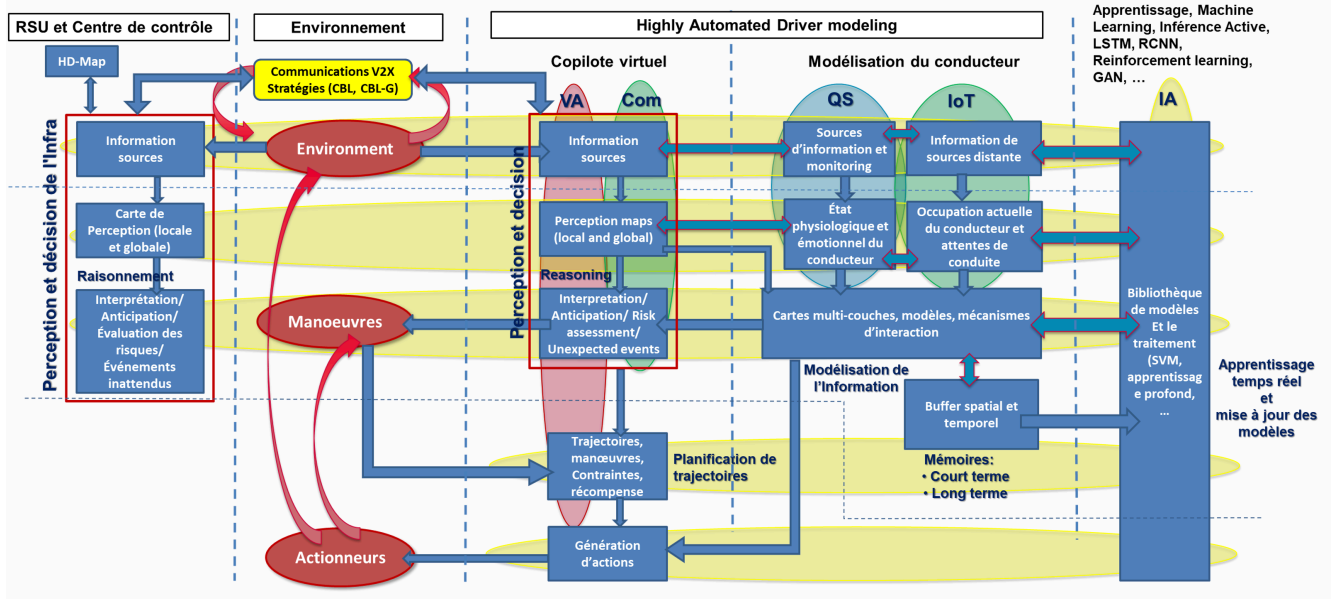 RSU et Centre de contrôle
Environnement
Highly Automated Driver modeling
Apprentissage, Machine
Learning, Inférence Active,
LSTM, RCNN,
Reinforcement learning,
GAN, …
HD-Map
Communications V2X
Stratégies (CBL, CBL-G)
Copilote virtuel
Modélisation du conducteur
VA
Com
QS
IoT
IA
Perception et décision de l'Infra
Information
sources
Environment
Perception et decision
Information
sources
Sources
d'information et
monitoring
Information de
sources distante
Carte de
Perception (locale
et globale)
Perception maps
(local and global)
État
physiologique et
émotionnel du
conducteur
Occupation actuelle
du conducteur et
attentes de
conduite
Raisonnement
Reasoning
Interprétation/
Anticipation/
Évaluation des
risques/
Événements
inattendus
Manoeuvres
Interpretation/
Anticipation/ Risk
assessment/
Unexpected events
Cartes multi-couches, modèles, mécanismes
d'interaction
Bibliothèque
de modèles
Et le
traitement
(SVM,
apprentissag
e profond,
…
Modélisation de
l'Information
Apprentissage
temps réel
et
mise à jour des
modèles
Buffer spatial et
temporel
Trajectoires,
manœuvres,
Contraintes,
récompense
Planification de
trajectoires
Mémoires:
• Court terme
• Long terme
Actionneurs
Génération
d'actions